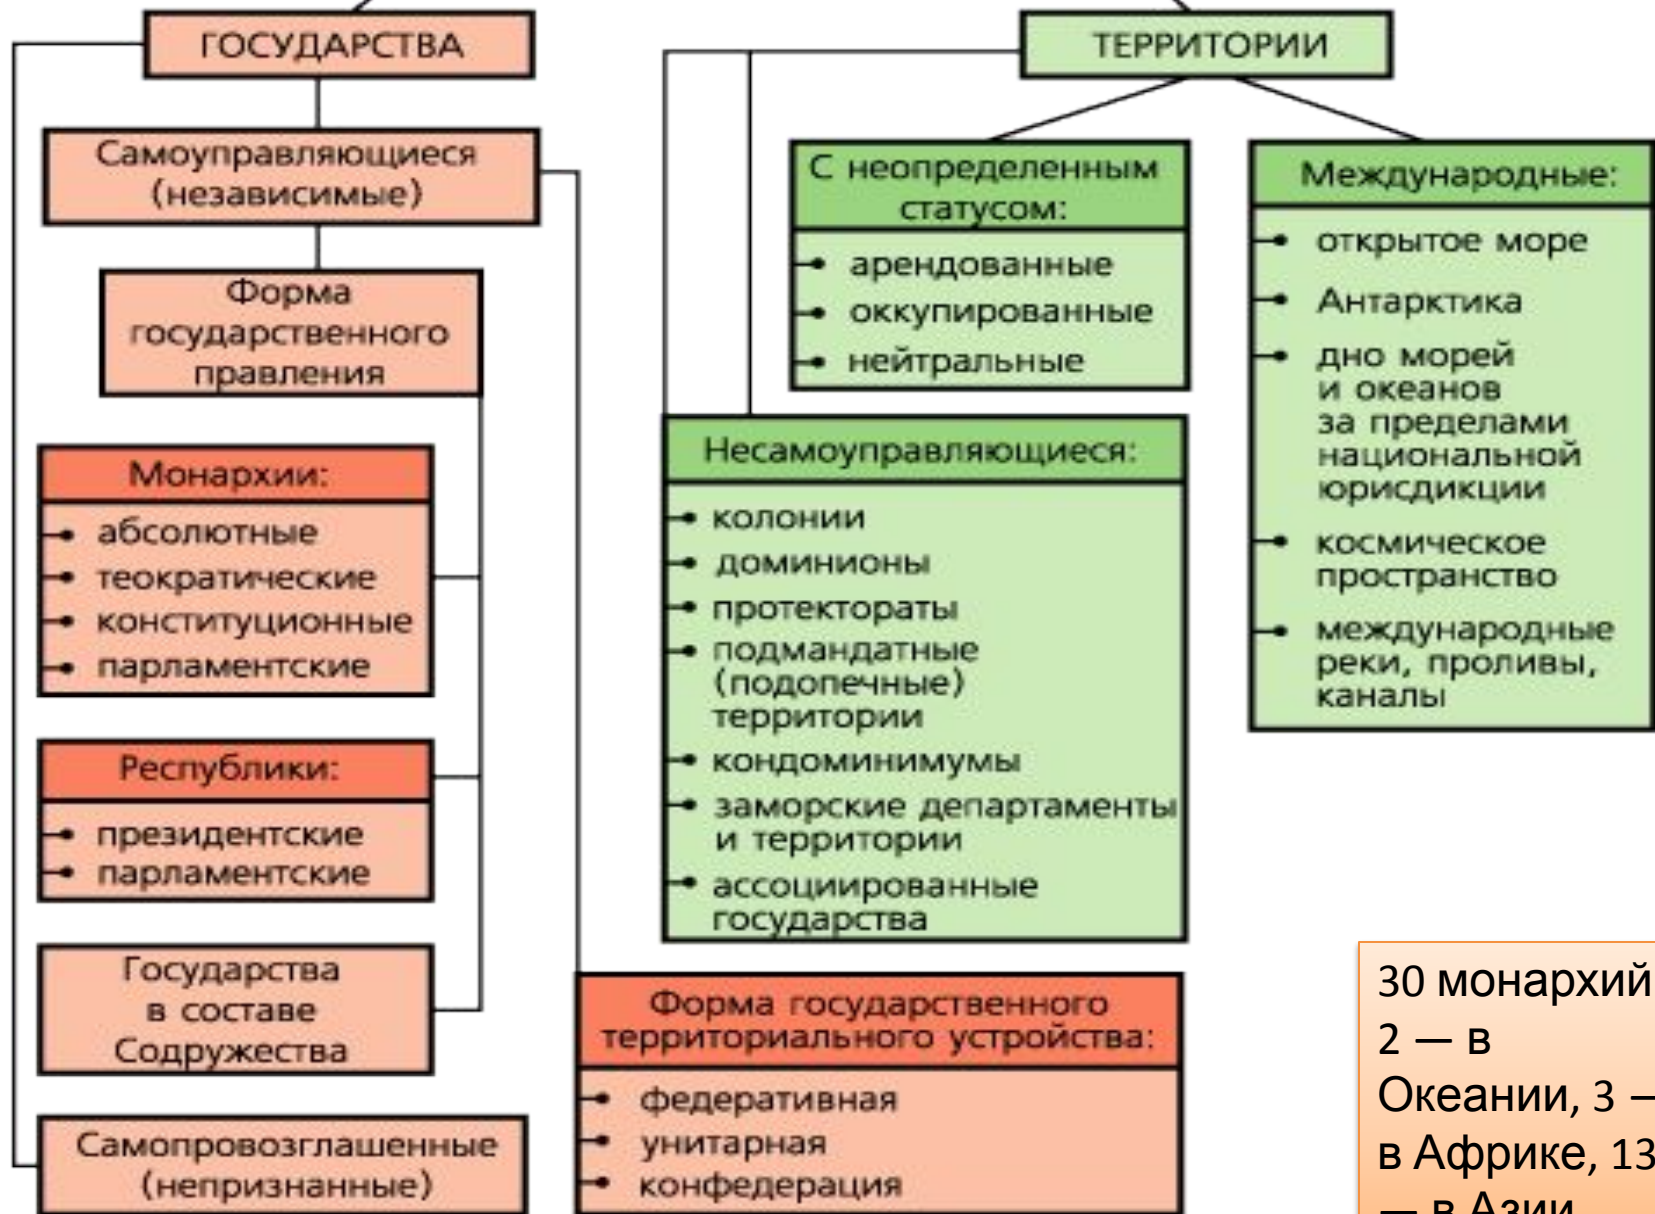 ГОСУДАРСТВА
Самоуправляющиеся
(независимые)
Форма
государственного
правления
Монархии:
абсолютные
теократические
конституционные
парламентские
Республики:
президентские
парламентские
Государства
в составе
Содружества
Самопровозглашенные
(непризнанные)
ТЕРРИТОРИИ
С неопределенным
статусом:
арендованные
оккупированные
нейтральные
Международные:
открытое море
Антарктика
дно морей
и океанов
за пределами
национальной
юрисдикции
космическое
пространство
международные
реки, проливы,
каналы
Несамоуправляющиеся:
колонии
доминионы
протектораты
подмандатные
(подопечные)
территории
кондоминимумы
заморские департаменты
и территории
ассоциированные
государства
Форма государственного
территориального устройства:
федеративная
унитарная
конфедерация
30 монархий
2 — в
Океании, 3 —
в Африке, 13
— в Азии